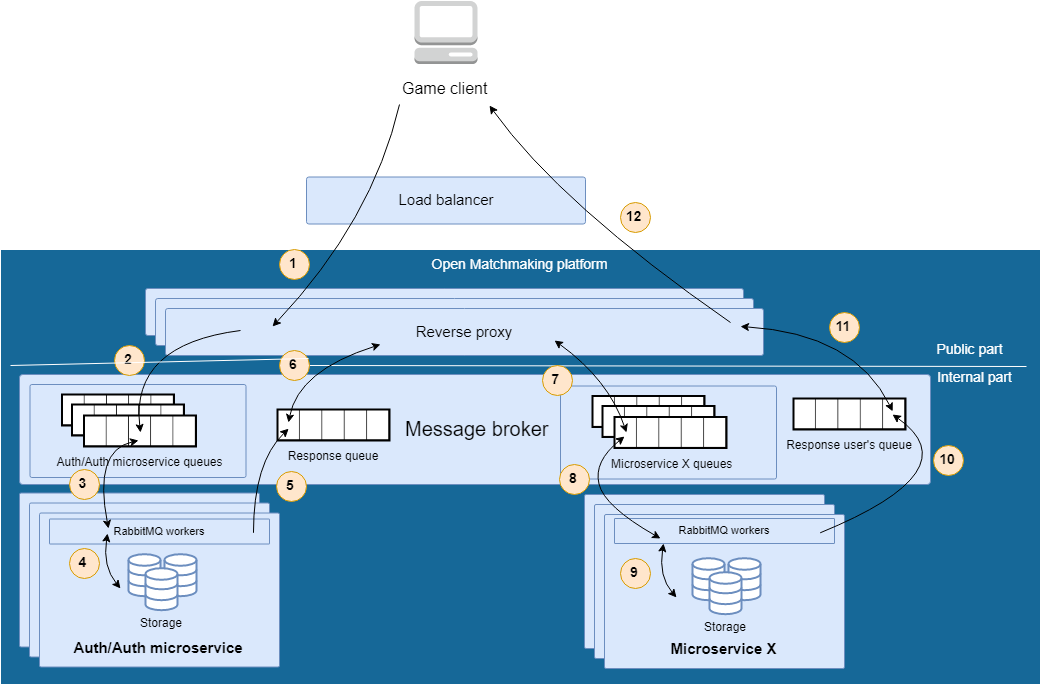 Game client
Load balancer
12
1
Open Matchmaking platform
Reverse proxy
11
Public part
2
6
7
Internal part
Message broker
Auth/Auth microservice queues
Response queue
Microservice X queues
Response user's queue
3
5
8
10
RabbitMQ workers
RabbitMQ workers
4
9
Storage
Storage
Auth/Auth microservice
Microservice X